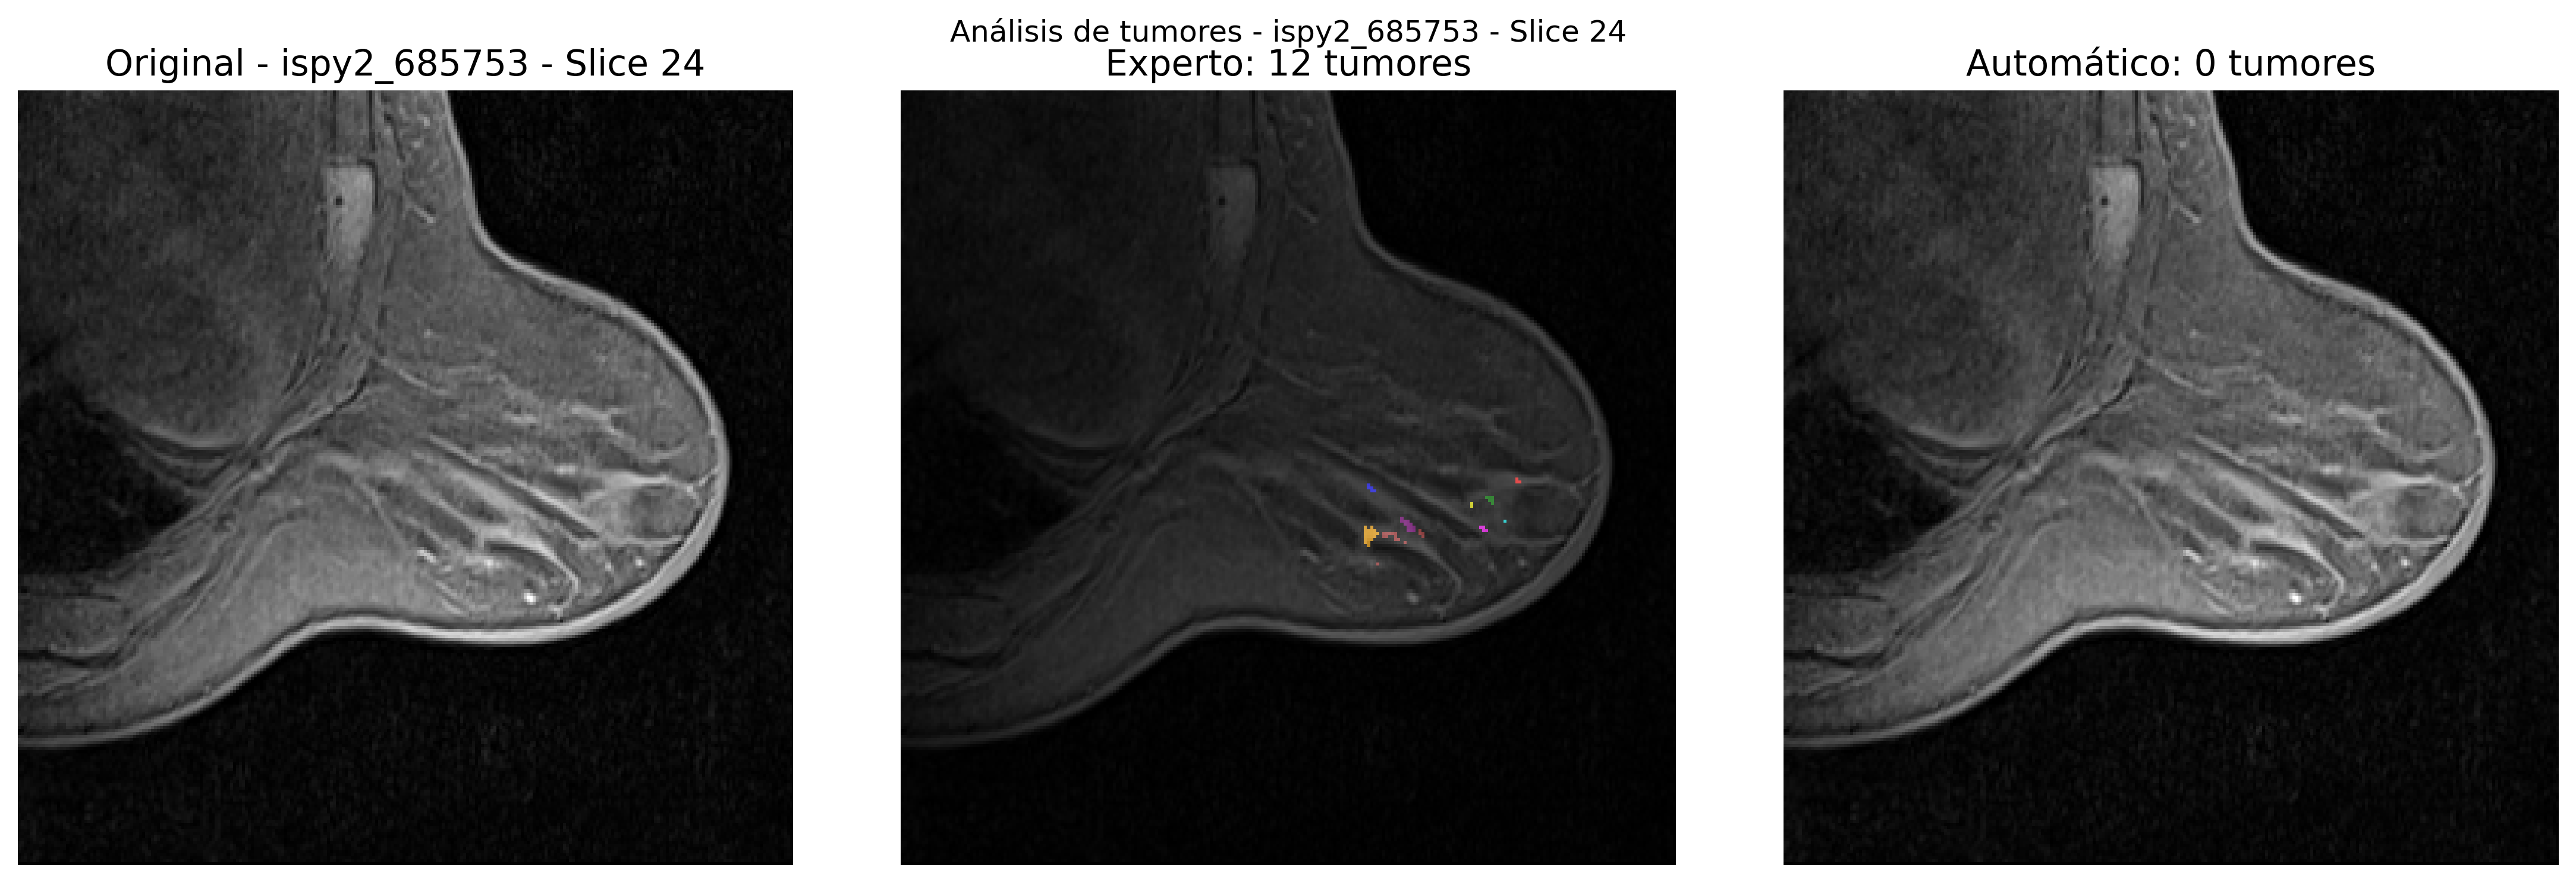 Análisis de tumores - ispy2_685753 - Slice 24
Original - ispy2_685753 - Slice 24
Experto: 12 tumores
Automático: 0 tumores